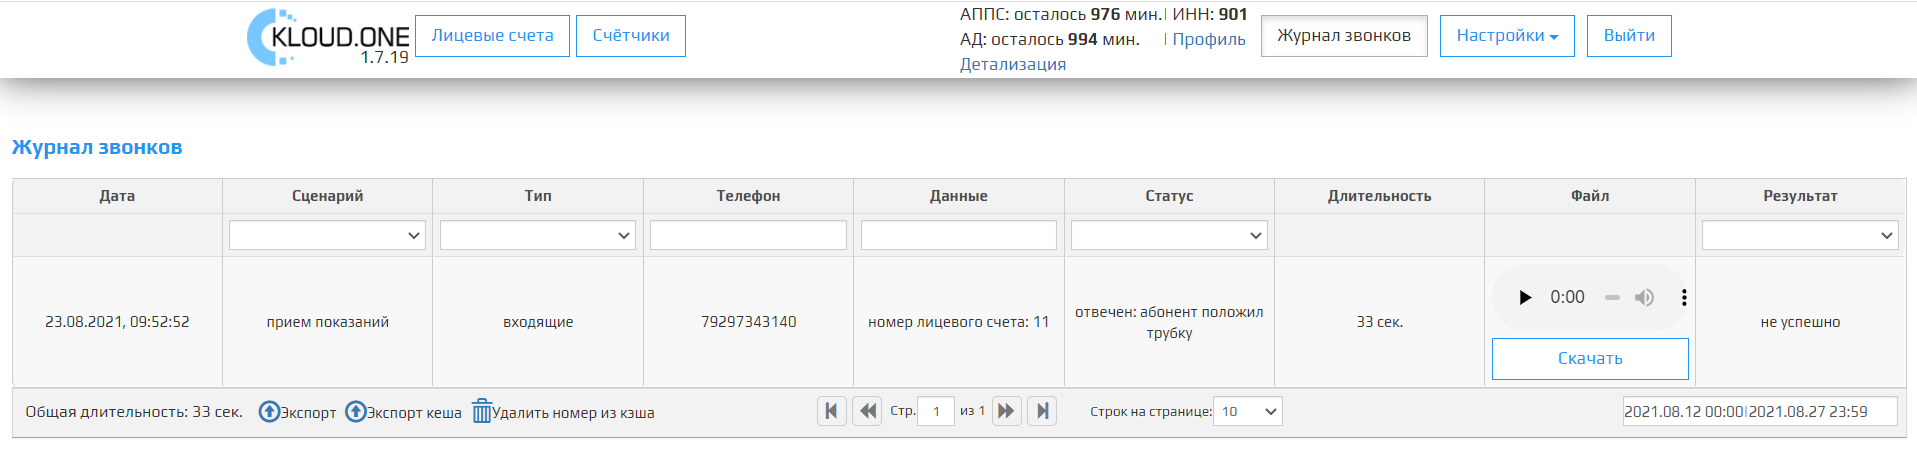 KLOUD.ONE
1.7.19
Лицевые счета
Счётчики
АППС: осталось 976 мин.| ИНН: 901
АД: осталось 994 мин. | Профиль
Детализация
Журнал звонков
Настройки
Выйти
Журнал звонков
Дата Сценарий Тип Телефон Данные Статус Длительность Файл Результат
0:00
23.08.2021, 09:52:52 прием показаний входящие 79297343140 номер лицевого счета: 11 отвечен: абонент положил 33 сек. не успешно
трубку
Скачать
Общая длительность: 33 сек. Экспорт Экспорт кеша Удалить номер из кэша Стр. 1 из 1 Строк на странице: 10 2021.08.12 00:00|2021.08.27 23:59